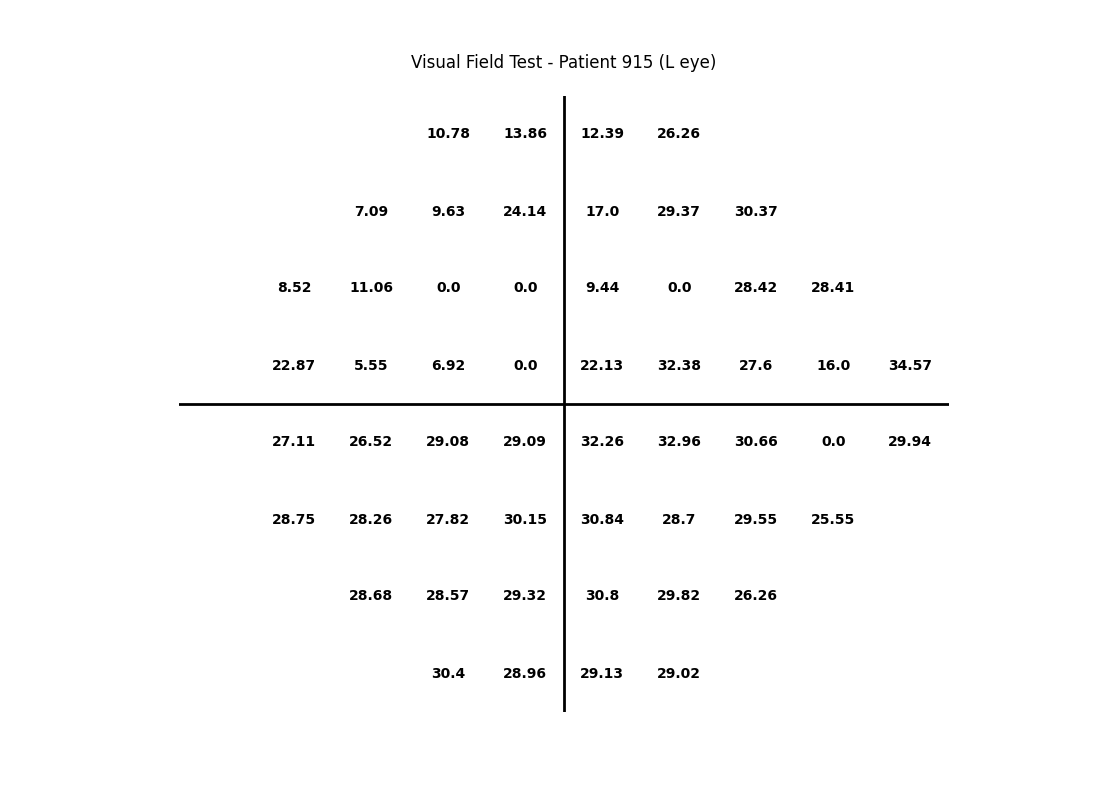 Visual Field Test - Patient 915 (L eye)
10.78 13.86 12.39 26.26
7.09 9.63 24.14 17.0 29.37 30.37
8.52 11.06 0.0 0.0 9.44 0.0 28.42 28.41
22.87 5.55 6.92 0.0 22.13 32.38 27.6 16.0 34.57
27.11 26.52 29.08 29.09 32.26 32.96 30.66 0.0 29.94
28.75 28.26 27.82 30.15 30.84 28.7 29.55 25.55
28.68 28.57 29.32 30.8 29.82 26.26
30.4 28.96 29.13 29.02